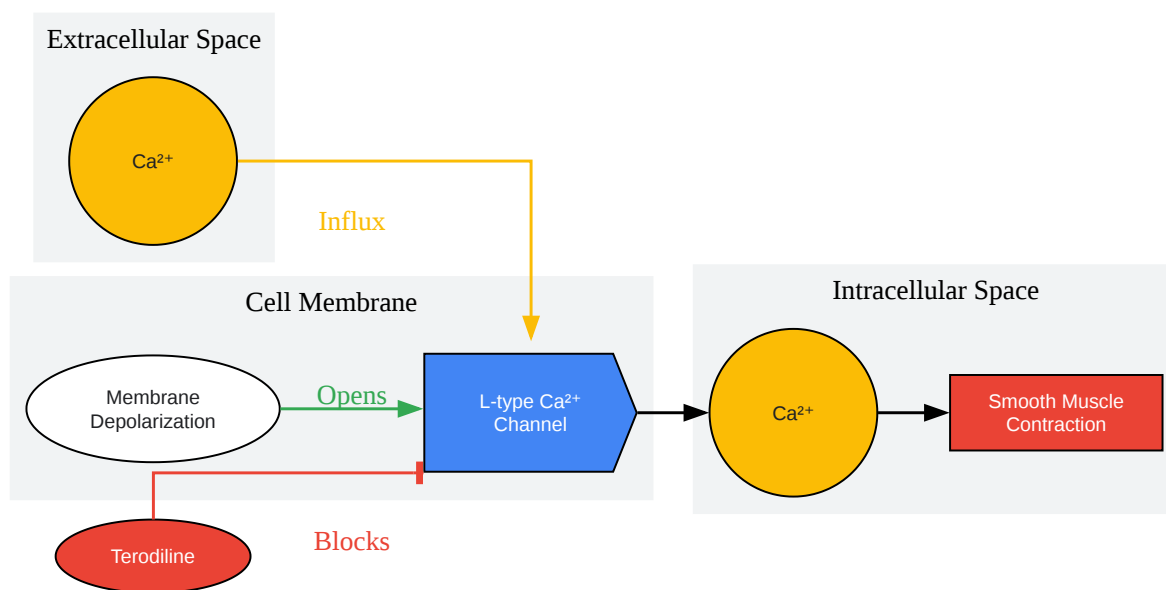 Extracellular Space
Ca²⁺
Influx
Cell Membrane
Intracellular Space
Membrane
Depolarization
Opens
L-type Ca²⁺
Channel
Ca²⁺
Smooth Muscle
Contraction
Terodiline
Blocks